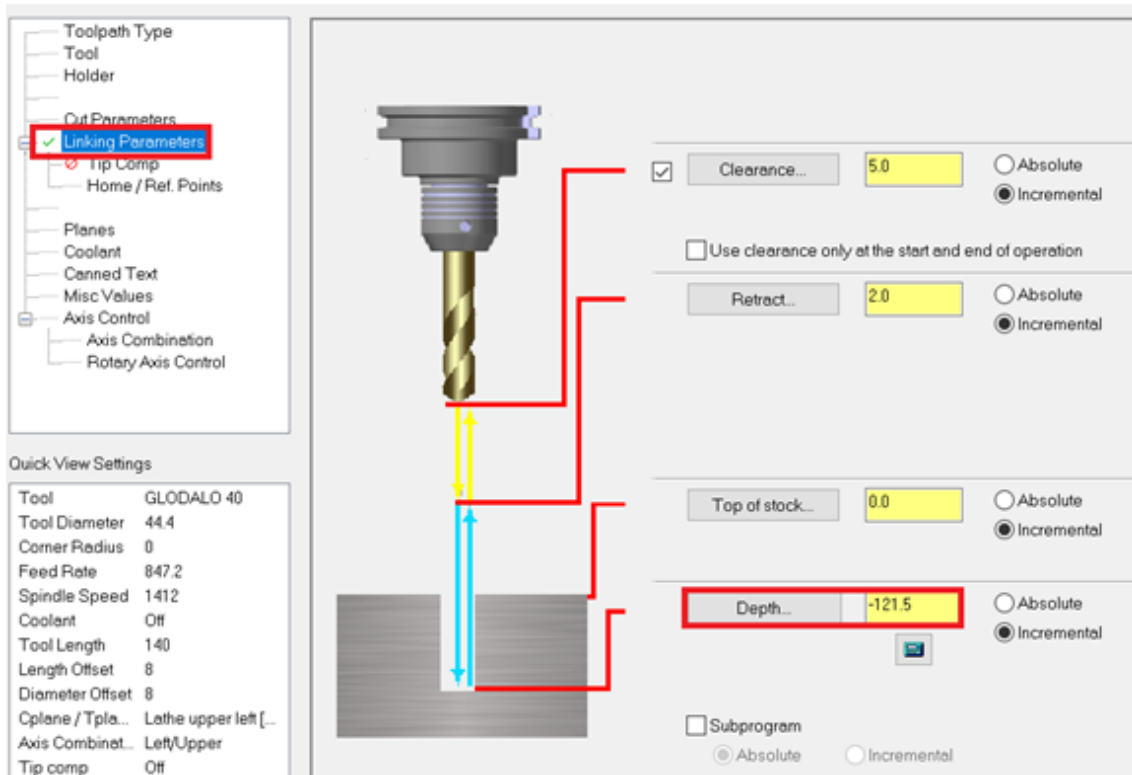 Toolpath Type
Tool
Holder
Cut Parameters
Linking Parameters
Tip Comp
Home / Ref. Points
Planes
Coolant
Canned Text
Misc Values
Axis Control
Axis Combination
Rotary Axis Control
Quick View Settings
Tool GLODALO 40
Tool Diameter 44.4
Corner Radius 0
Feed Rate 847.2
Spindle Speed 1412
Coolant Off
Tool Length 140
Length Offset 8
Diameter Offset 8
Cplane / Tpla... Lathe upper left [...
Axis Combinat... Left/Upper
Tip comp Off
Clearance... 5.0 Absolute
Incremental
Use clearance only at the start and end of operation
Retract... 2.0 Absolute
Incremental
Top of stock... 0.0 Absolute
Incremental
Depth... -121.5 Absolute
Incremental
Subprogram
Absolute Incremental